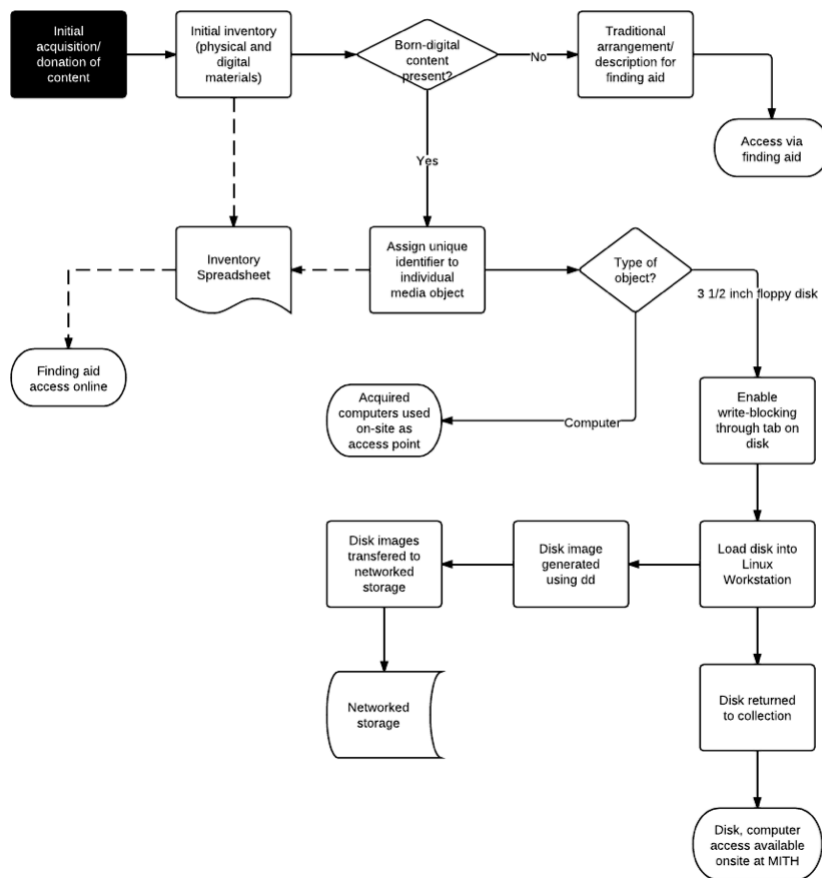 Initial
acquisition/
donation of
content
Initial inventory
(physical and
digital
materials)
Born-digital
content
present?
No
Traditional
arrangement/
description for
finding aid
Access via
finding aid
Yes
Inventory
Spreadsheet
Assign unique
identifier to
individual
media object
Type of
object?
3 1/2 inch floppy disk
Finding aid
access online
Acquired
computers used
on-site as
access point
Computer
Enable
write-blocking
through tab on
disk
Disk images
transfered to
networked
storage
Disk image
generated
using dd
Load disk into
Linux
Workstation
Networked
storage
Disk returned
to collection
Disk, computer
access available
onsite at MITH